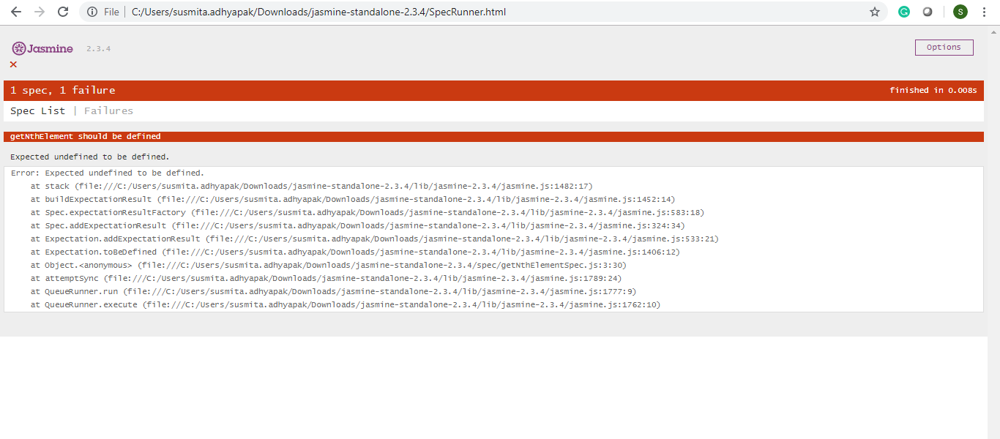 File | C:/Users/susmita.adhyapak/Downloads/jasmine-standalone-2.3.4/SpecRunner.html
S
Jasmine 2.3.4
Options
×
1 spec, 1 failure
finished in 0.008s
Spec List | Failures
getNthElement should be defined
Expected undefined to be defined.
Error: Expected undefined to be defined.
at stack (file:///C:/Users/susmita.adhyapak/Downloads/jasmine-standalone-2.3.4/lib/jasmine-2.3.4/jasmine.js:1482:17)
at buildExpectationResult (file:///C:/Users/susmita.adhyapak/Downloads/jasmine-standalone-2.3.4/lib/jasmine-2.3.4/jasmine.js:1452:14)
at Spec.expectationResultFactory (file:///C:/Users/susmita.adhyapak/Downloads/jasmine-standalone-2.3.4/lib/jasmine-2.3.4/jasmine.js:583:18)
at Spec.addExpectationResult (file:///C:/Users/susmita.adhyapak/Downloads/jasmine-standalone-2.3.4/lib/jasmine-2.3.4/jasmine.js:324:34)
at Expectation.addExpectationResult (file:///C:/Users/susmita.adhyapak/Downloads/jasmine-standalone-2.3.4/lib/jasmine-2.3.4/jasmine.js:533:21)
at Expectation.toBeDefined (file:///C:/Users/susmita.adhyapak/Downloads/jasmine-standalone-2.3.4/lib/jasmine-2.3.4/jasmine.js:1406:12)
at Object.<anonymous> (file:///C:/Users/susmita.adhyapak/Downloads/jasmine-standalone-2.3.4/spec/getNthElementSpec.js:3:30)
at attemptSync (file:///C:/Users/susmita.adhyapak/Downloads/jasmine-standalone-2.3.4/lib/jasmine-2.3.4/jasmine.js:1789:24)
at QueueRunner.run (file:///C:/Users/susmita.adhyapak/Downloads/jasmine-standalone-2.3.4/lib/jasmine-2.3.4/jasmine.js:1777:9)
at QueueRunner.execute (file:///C:/Users/susmita.adhyapak/Downloads/jasmine-standalone-2.3.4/lib/jasmine-2.3.4/jasmine.js:1762:10)